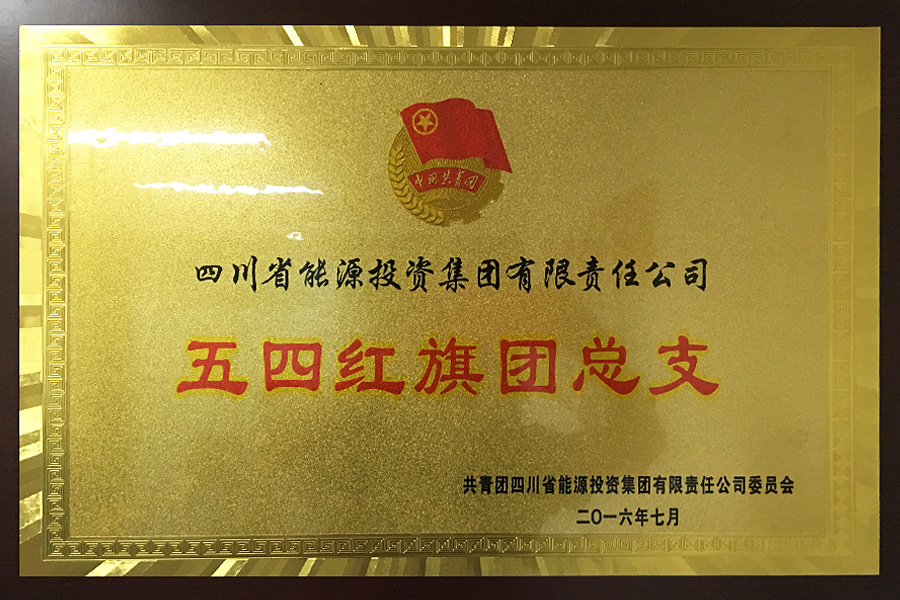 中国共青团
四川省能源投资集团有限责任公司
五四红旗团总支
共青团四川省能源投资集团有限责任公司委员会
二〇一六年七月